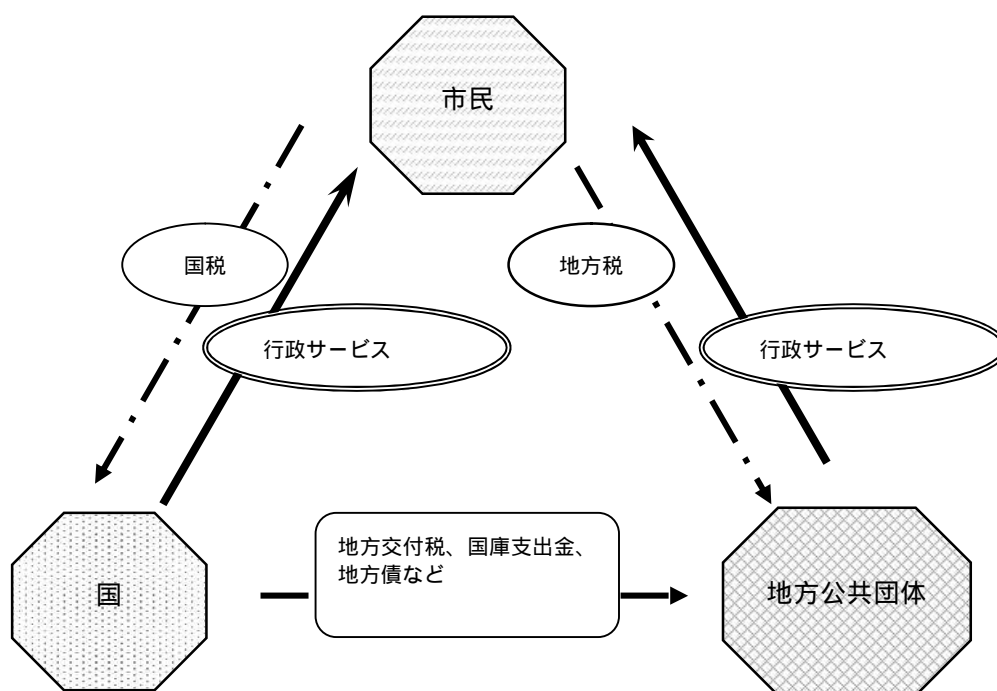 市民
国税
地方税
行政サービス
行政サービス
地方交付税、国庫支出金、
地方債など
国
地方公共団体